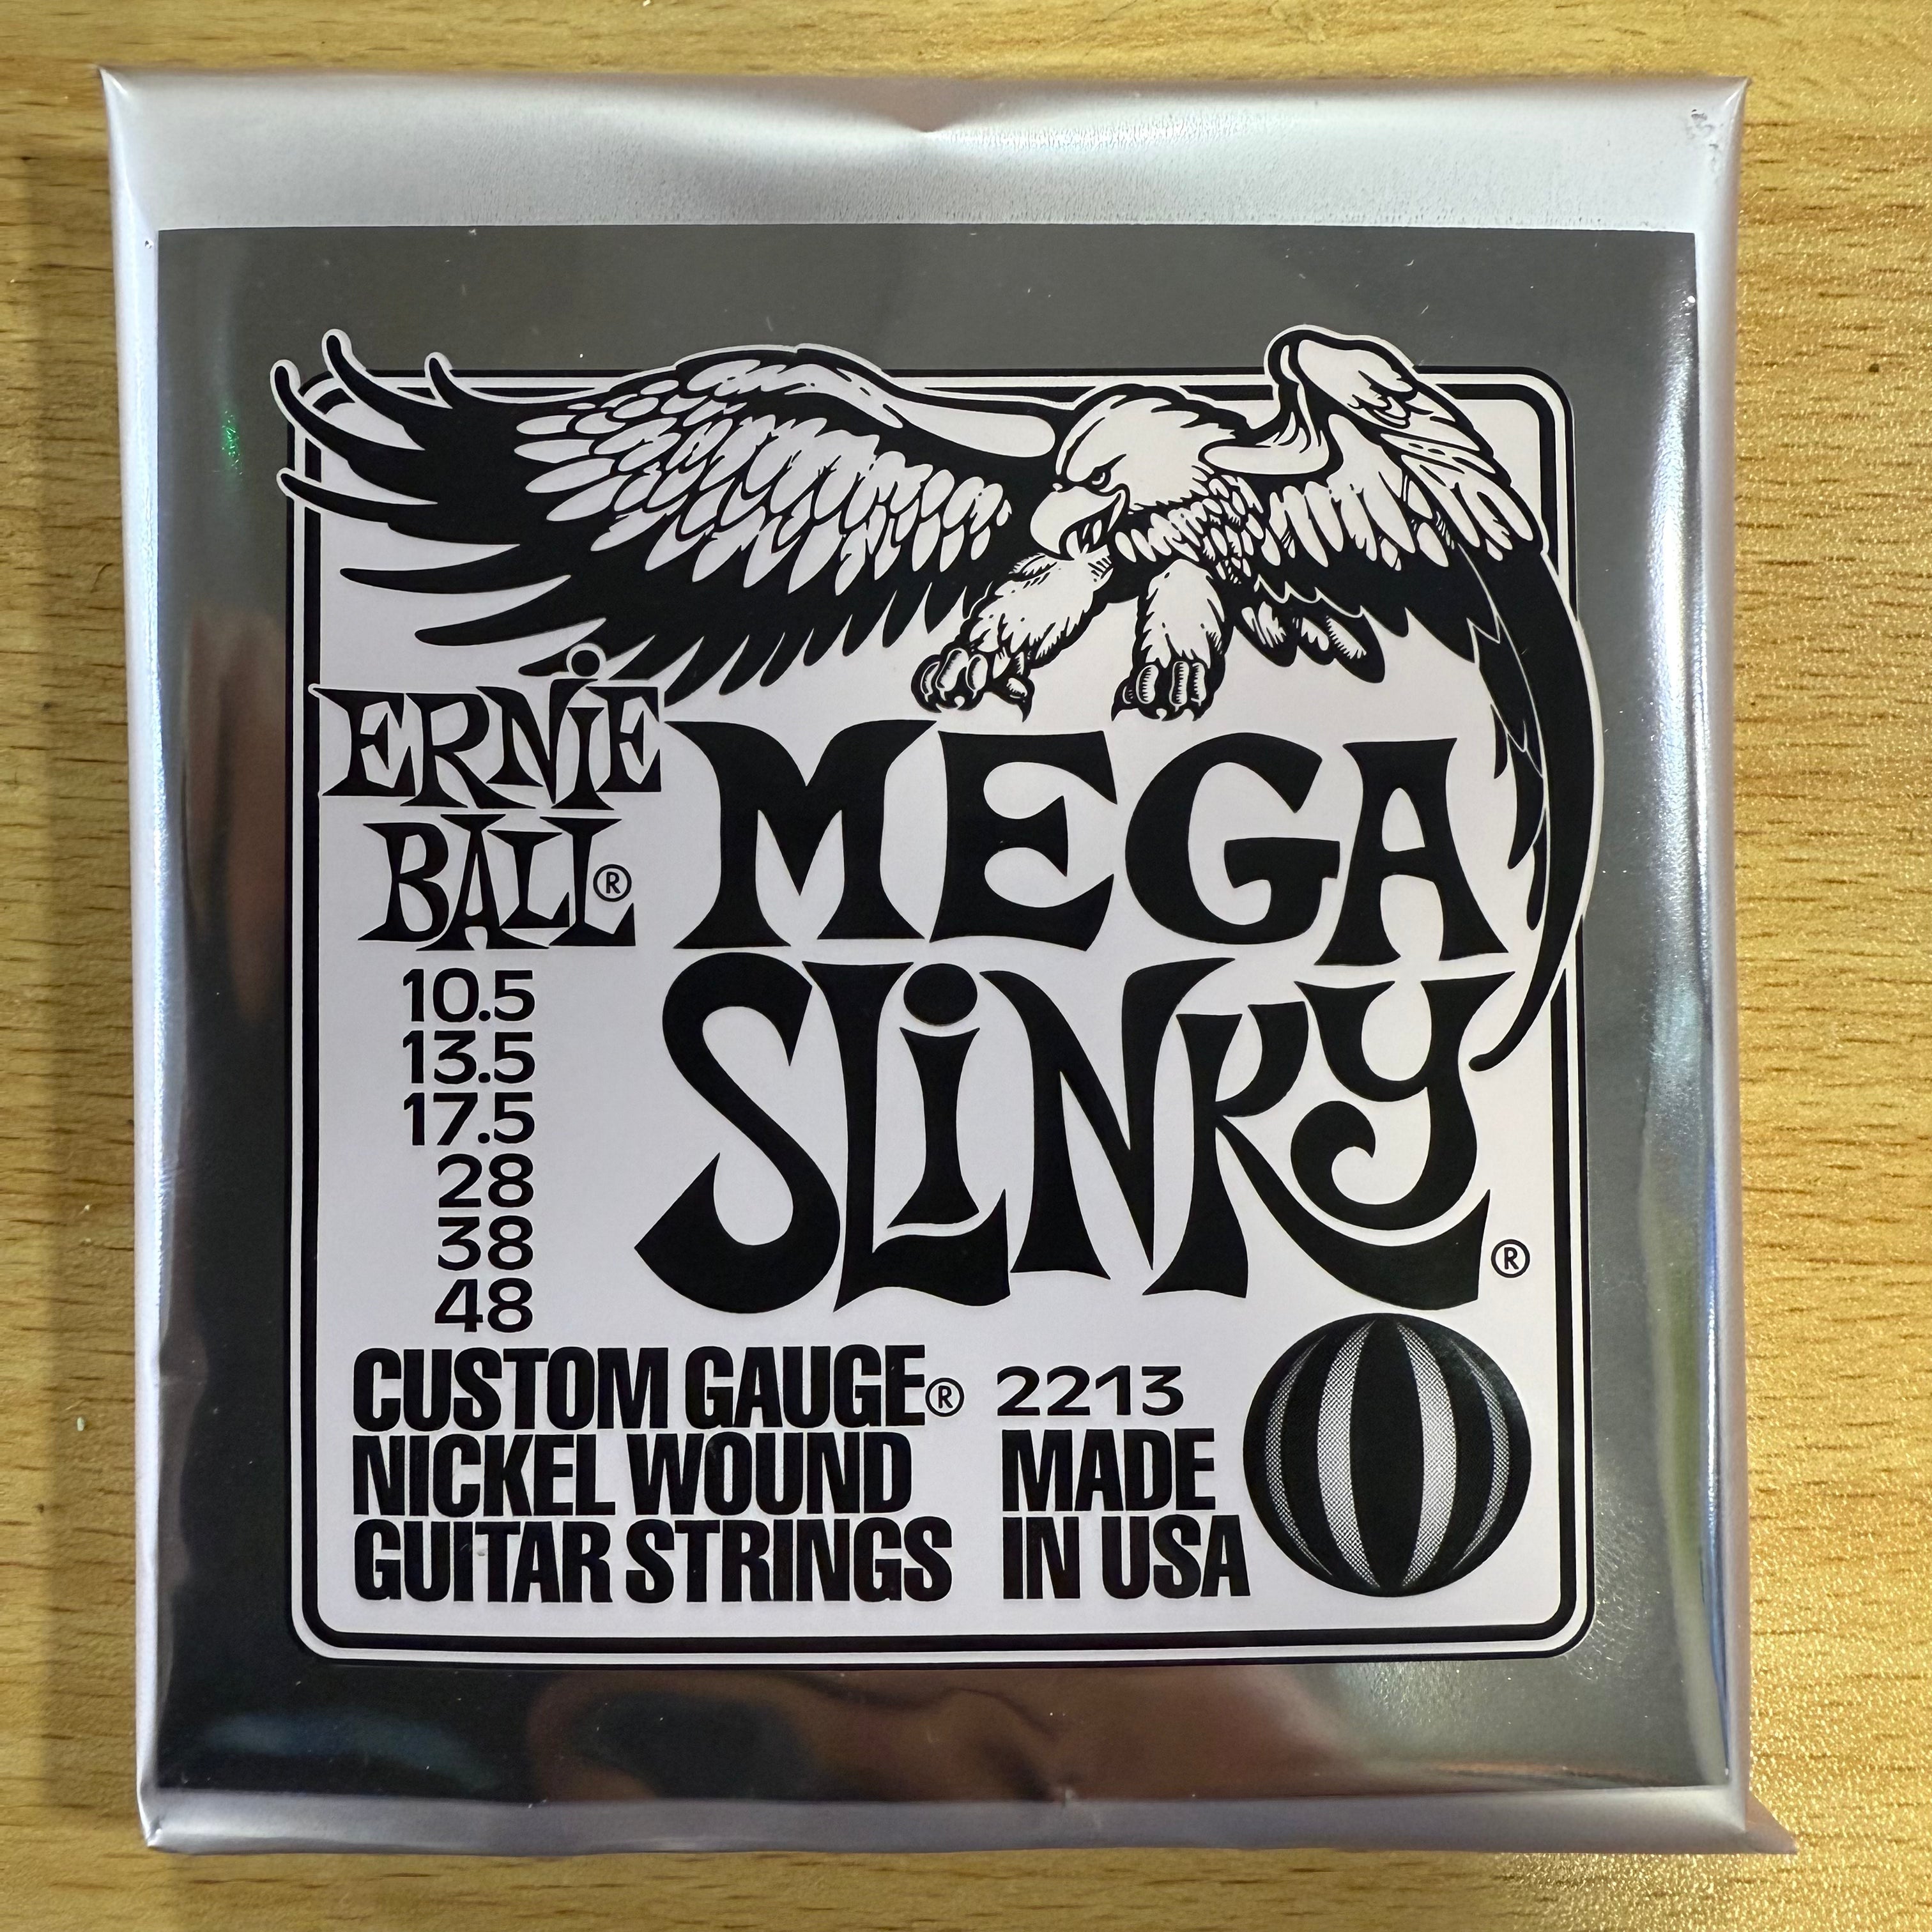 ERNiE
BALL®
MEGA
SLiNKY®
10.5
13.5
17.5
28
38
48
CUSTOM GAUGE®
NICKEL WOUND
GUITAR STRINGS
2213
MADE
IN USA